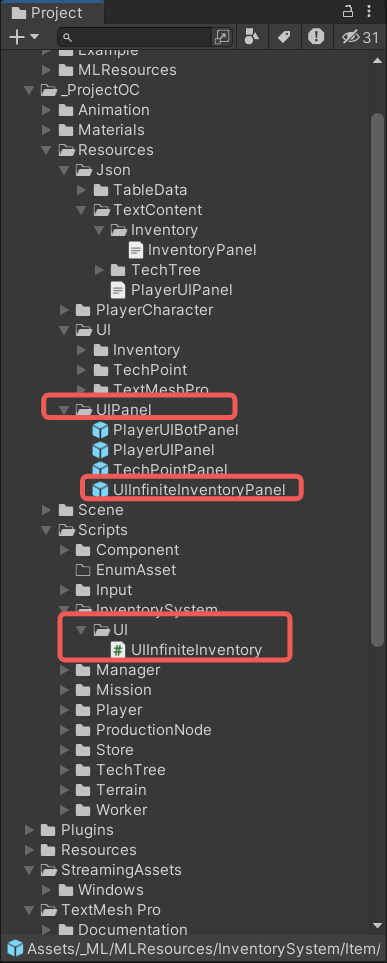 Project
31
Example
MLResources
_ProjectOC
Animation
Materials
Resources
Json
TableData
TextContent
Inventory
InventoryPanel
TechTree
PlayerUIPanel
PlayerCharacter
UI
Inventory
TechPoint
TextMeshPro
UIPanel
PlayerUIBotPanel
PlayerUIPanel
TechPointPanel
UIInfiniteInventoryPanel
Scene
Scripts
Component
EnumAsset
Input
InventorySystem
UI
UIInfiniteInventory
Manager
Mission
Player
ProductionNode
Store
TechTree
Terrain
Worker
Plugins
Resources
StreamingAssets
Windows
TextMesh Pro
Documentation
Assets/_ML/MLResources/InventorySystem/Item/